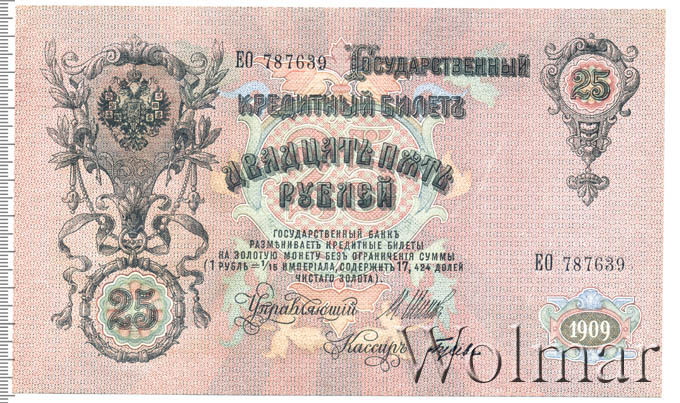 ЕО 787639
Государственный
25
Кредитный Билетъ
Двадцать пять
рублей
Государственный банкъ
размѣниваетъ кредитные билеты
на золотую монету безъ ограниченія суммы
(1 рубль = 1/15 имперіала, содержитъ 17,424 долей
чистаго золота).
ЕО 787639
25
Управляющій
Кассиръ
1909
Wolmar